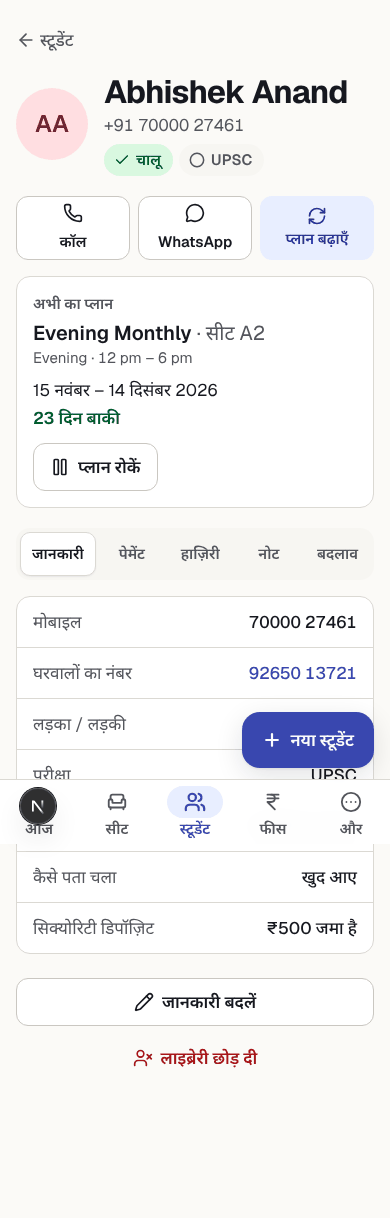 स्टूडेंट
AA
Abhishek Anand
+91 70000 27461
चालू
UPSC
कॉल
WhatsApp
प्लान बढ़ाएँ
अभी का प्लान
Evening Monthly · सीट A2
Evening · 12 pm – 6 pm
15 नवंबर – 14 दिसंबर 2026
23 दिन बाकी
प्लान रोकें
जानकारी पेमेंट हाज़िरी नोट बदलाव
मोबाइल 70000 27461
घरवालों का नंबर 92650 13721
लड़का / लड़की
नया स्टूडेंट
परीक्षा UPSC
N
आज सीट स्टूडेंट फीस और
कैसे पता चला खुद आए
सिक्योरिटी डिपॉज़िट ₹500 जमा है
जानकारी बदलें
लाइब्रेरी छोड़ दी